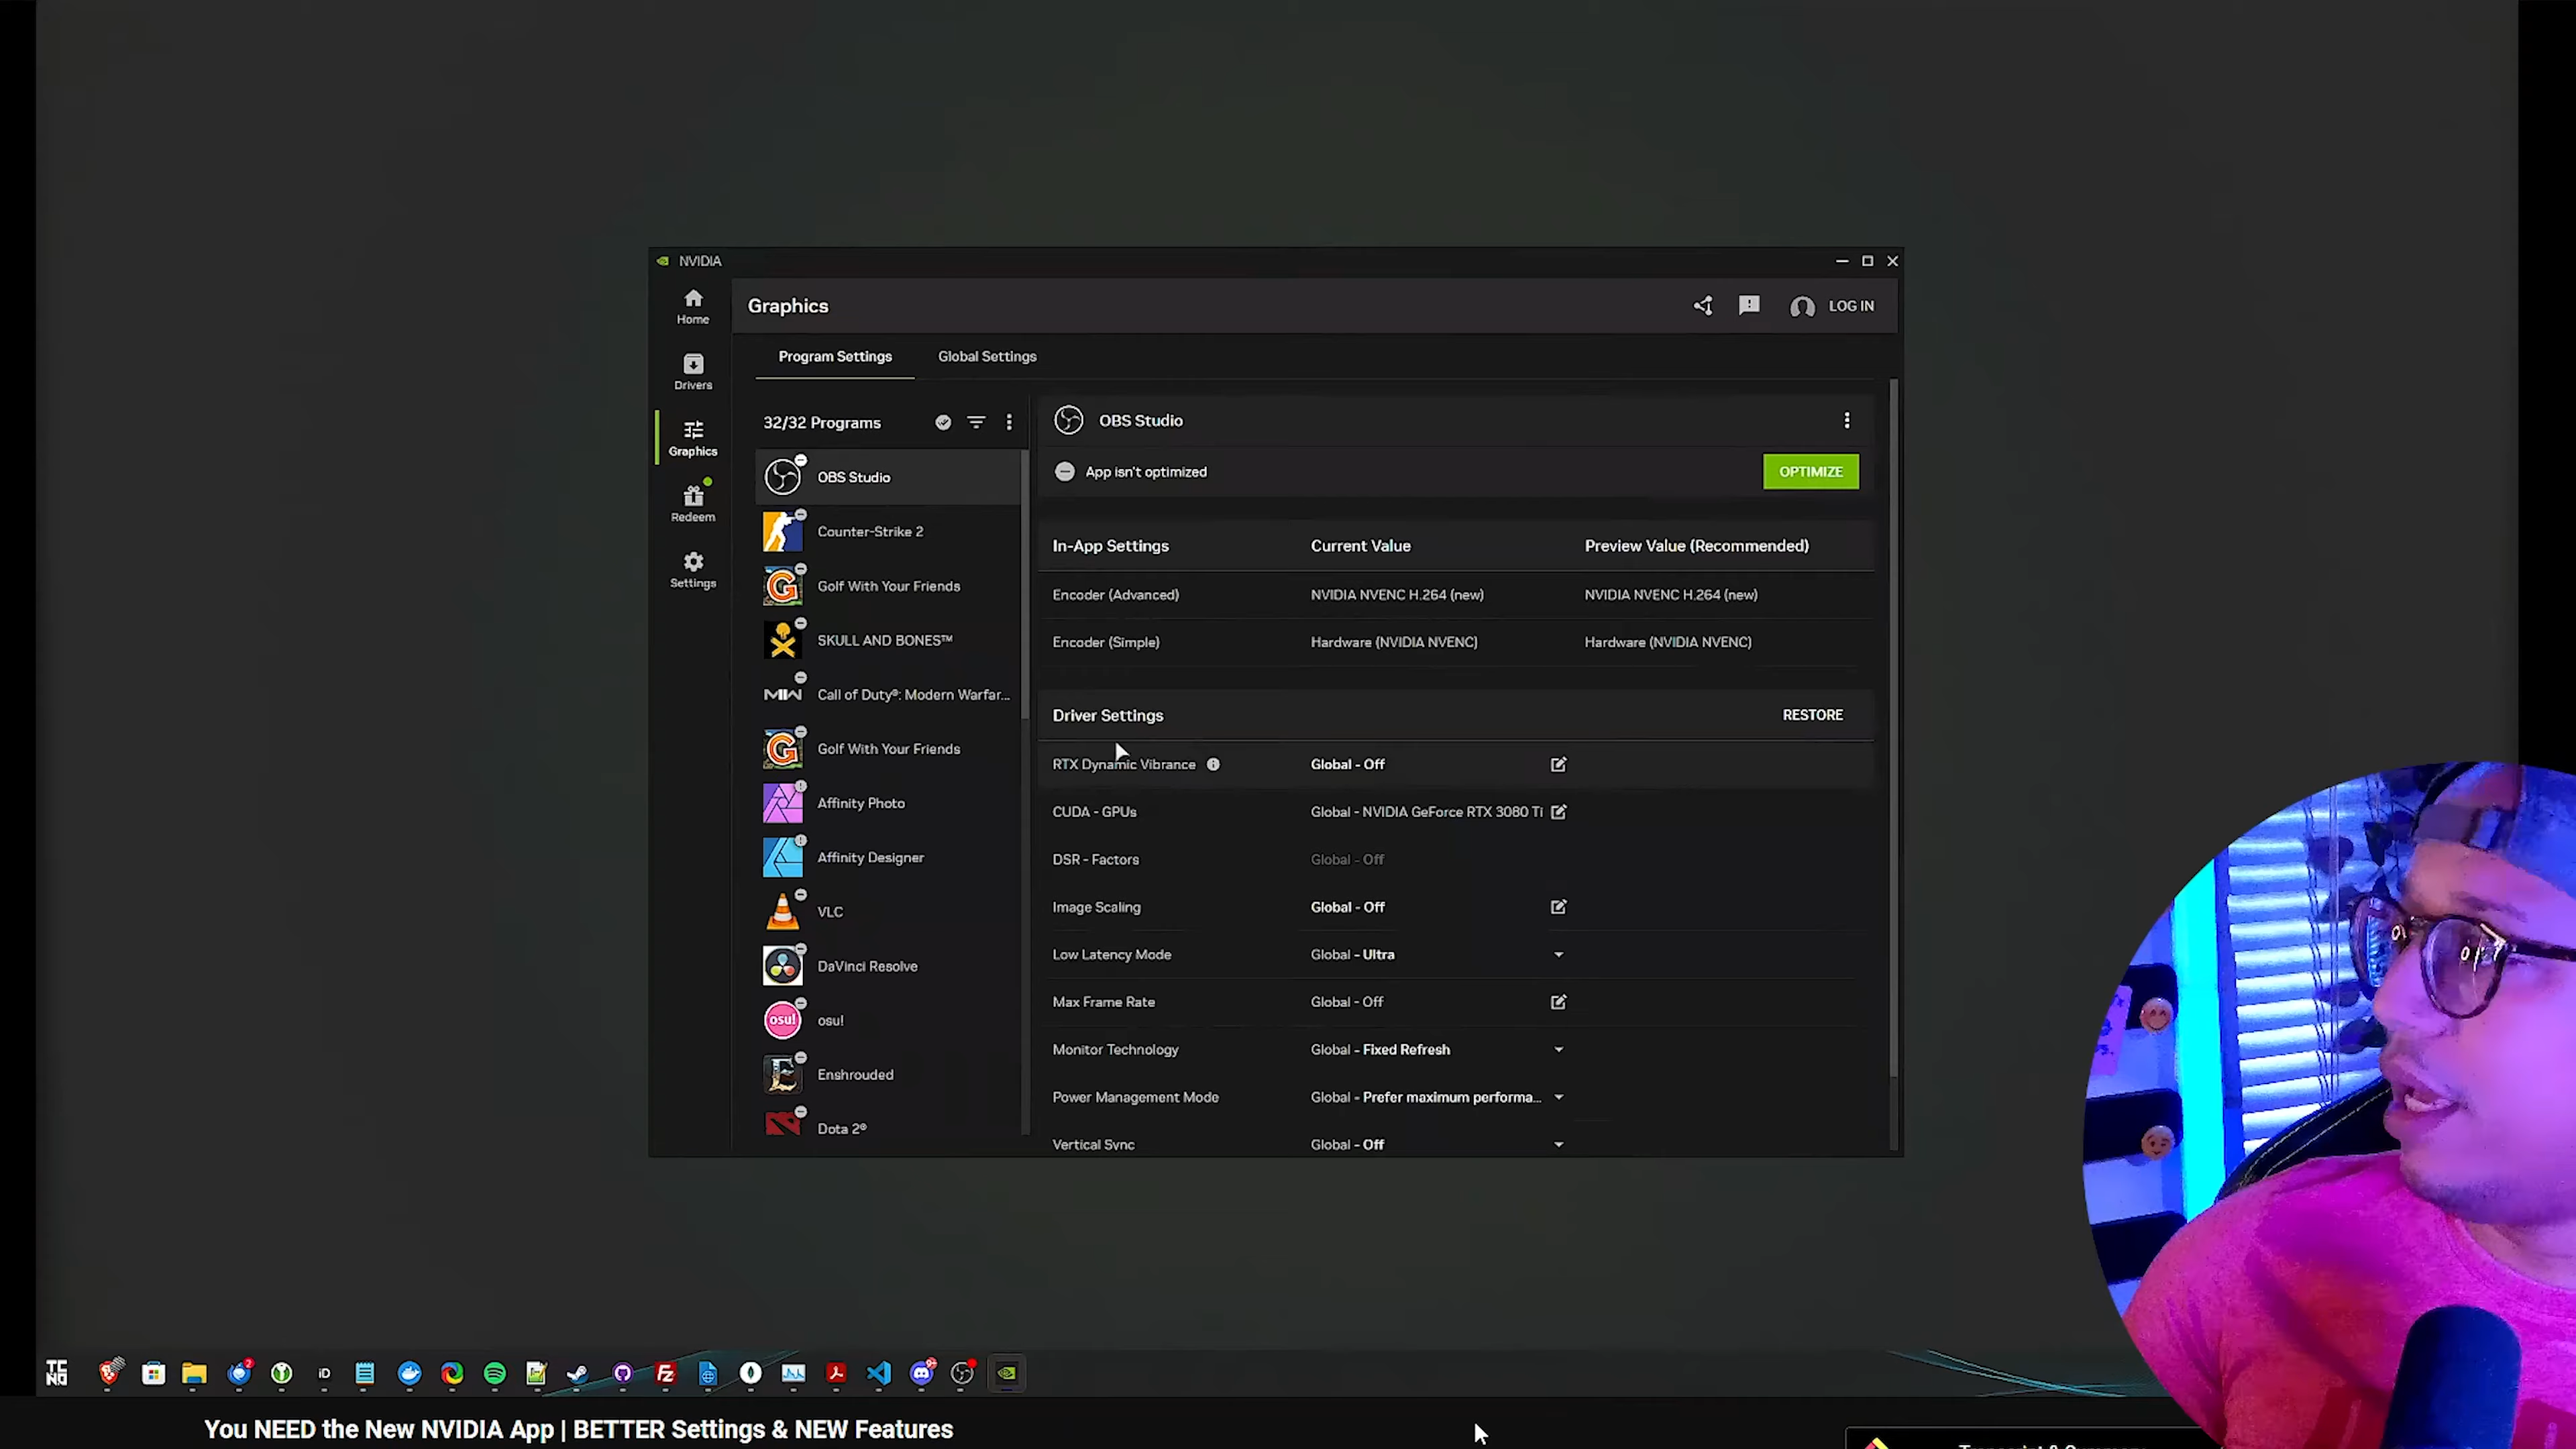 NVIDIA
Home
Drivers
Graphics
Redeem
Settings
Graphics
LOG IN
Program Settings
Global Settings
32/32 Programs
OBS Studio
Counter-Strike 2
Golf With Your Friends
SKULL AND BONES™
Call of Duty®: Modern Warfar...
Golf With Your Friends
Affinity Photo
Affinity Designer
VLC
DaVinci Resolve
osu!
osu!
Enshrouded
Dota 2®
OBS Studio
App isn't optimized
OPTIMIZE
In-App Settings Current Value Preview Value (Recommended)
Encoder (Advanced) NVIDIA NVENC H.264 (new) NVIDIA NVENC H.264 (new)
Encoder (Simple) Hardware (NVIDIA NVENC) Hardware (NVIDIA NVENC)
Driver Settings RESTORE
RTX Dynamic Vibrance Global - Off
CUDA - GPUs Global - NVIDIA GeForce RTX 3080 Ti
DSR - Factors Global - Off
Image Scaling Global - Off
Low Latency Mode Global - Ultra
Max Frame Rate Global - Off
Monitor Technology Global - Fixed Refresh
Power Management Mode Global - Prefer maximum performa...
Vertical Sync Global - Off
You NEED the New NVIDIA App | BETTER Settings & NEW Features